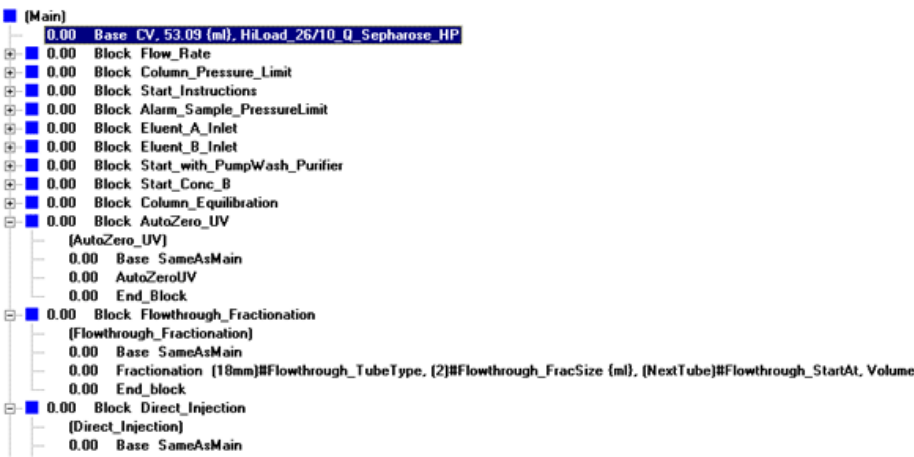 (Main)
0.00 Base CV, 53.09 {ml}, HiLoad_26/10_Q_Sepharose_HP
0.00 Block Flow_Rate
0.00 Block Column_Pressure_Limit
0.00 Block Start_Instructions
0.00 Block Alarm_Sample_PressureLimit
0.00 Block Eluent_A_Inlet
0.00 Block Eluent_B_Inlet
0.00 Block Start_with_PumpWash_Purifier
0.00 Block Start_Conc_B
0.00 Block Column_Equilibration
0.00 Block AutoZero_UV
(AutoZero_UV)
0.00 Base SameAsMain
0.00 AutoZeroUV
0.00 End_Block
0.00 Block Flowthrough_Fractionation
(Flowthrough_Fractionation)
0.00 Base SameAsMain
0.00 Fractionation (18mm)#Flowthrough_TubeType, (2)#Flowthrough_FracSize {ml}, (NextTube)#Flowthrough_StartAt, Volume
0.00 End_block
0.00 Block Direct_Injection
(Direct_Injection)
0.00 Base SameAsMain